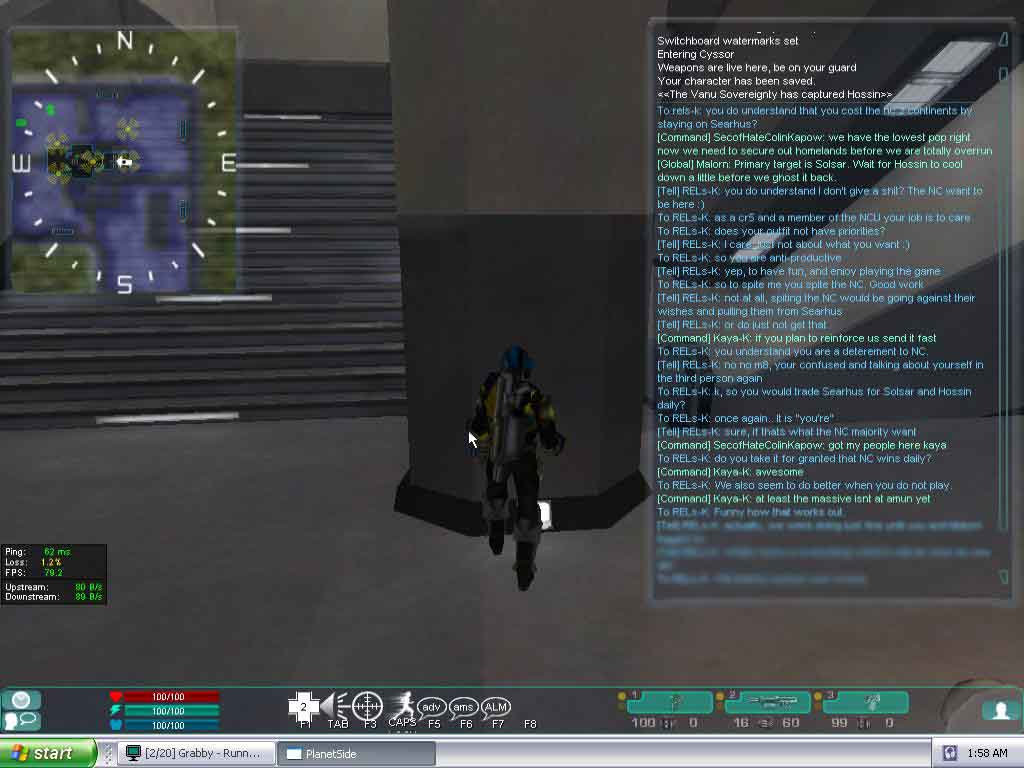 N
W
E
S
Switchboard watermarks set
Entering Cyssor
Weapons are live here, be on your guard
Your character has been saved.
<<The Vanu Sovereignty has captured Hossin>>
To rels-k: you do understand that you cost the nc 2 continents by
staying on Searhus?
[Command] SecofHateColinKapow: we have the lowest pop right
now we need to secure out homelands before we are totally overrun
[Global] Malorn: Primary target is Solsar. Wait for Hossin to cool
down a little before we ghost it back.
[Tell] RELs-K: you do understand I don't give a shit? The NC want to
be here :)
To RELs-K: as a cr5 and a member of the NCU your job is to care
To RELs-K: does your outfit not have priorities?
[Tell] RELs-K: I care, just not about what you want :)
To RELs-K: so you are anti-productive
[Tell] RELs-K: yep, to have fun, and enjoy playing the game
To RELs-K: so to spite me you spite the NC. Good work
[Tell] RELs-K: not at all, spiting the NC would be going against their
wishes and pulling them from Searhus
[Tell] RELs-K: or do just not get that
[Command] Kaya-K: if you plan to reinforce us send it fast
To RELs-K: you understand you are a deterement to NC.
[Tell] RELs-K: no no m8, your confused and talking about yourself in
the third person again
To RELs-K: k, so you would trade Searhus for Solsar and Hossin
daily?
To RELs-K: once again.. It is "you're"
[Tell] RELs-K: sure, if thats what the NC majority want
[Command] SecofHateColinKapow: got my people here kaya
To RELs-K: do you take it for granted that NC wins daily?
[Command] Kaya-K: awesome
To RELs-K: We also seem to do better when you do not play.
[Command] Kaya-K: at least the massive isnt at amun yet
To RELs-K: Funny how that works out.
Ping: 62 ms
Loss: 1.2%
FPS: 79.2
Upstream: 80 B/s
Downstream: 89 B/s
100/100
100/100
100/100
2
adv
ams
ALM
F1
TAB
F3
CAPS
F5
F6
F7
F8
1
2
3
100
0
16
60
99
0
start
[2/20] Grabby - Runn...
PlanetSide
1:58 AM